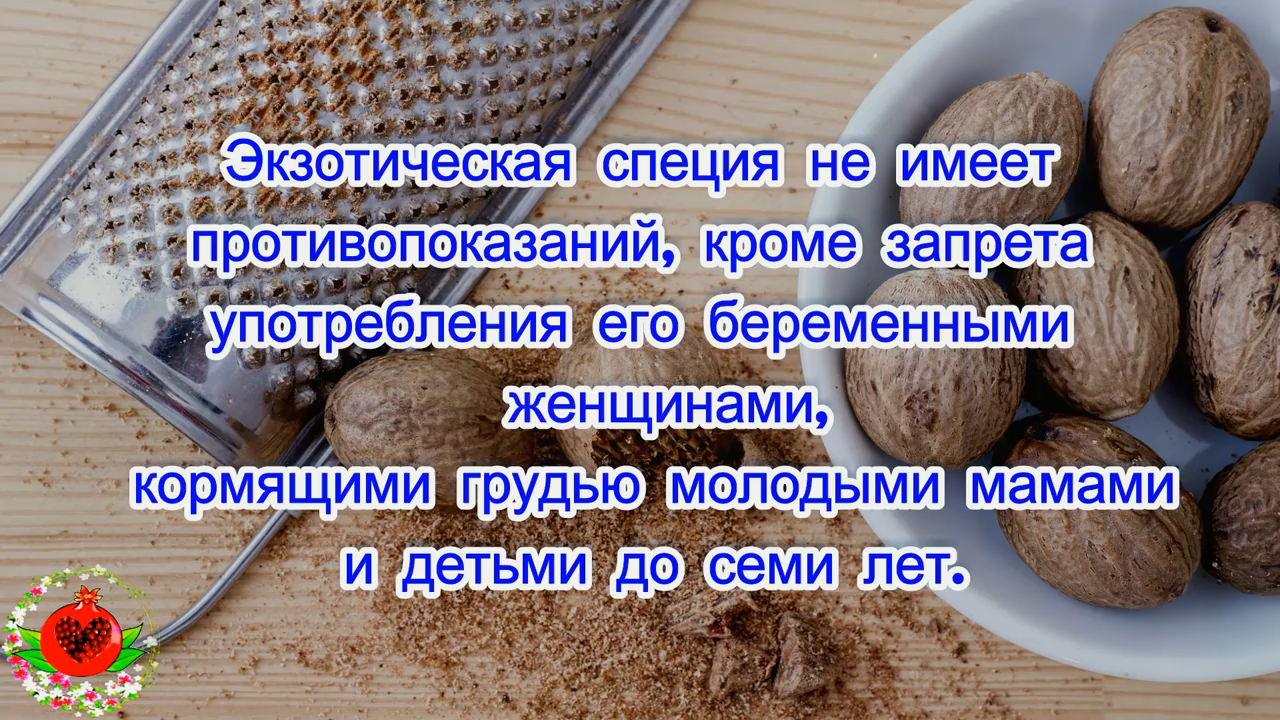 Экзотическая специя не имеет
противопоказаний, кроме запрета
употребления его беременными
женщинами,
кормящими грудью молодыми мамами
и детьми до семи лет.